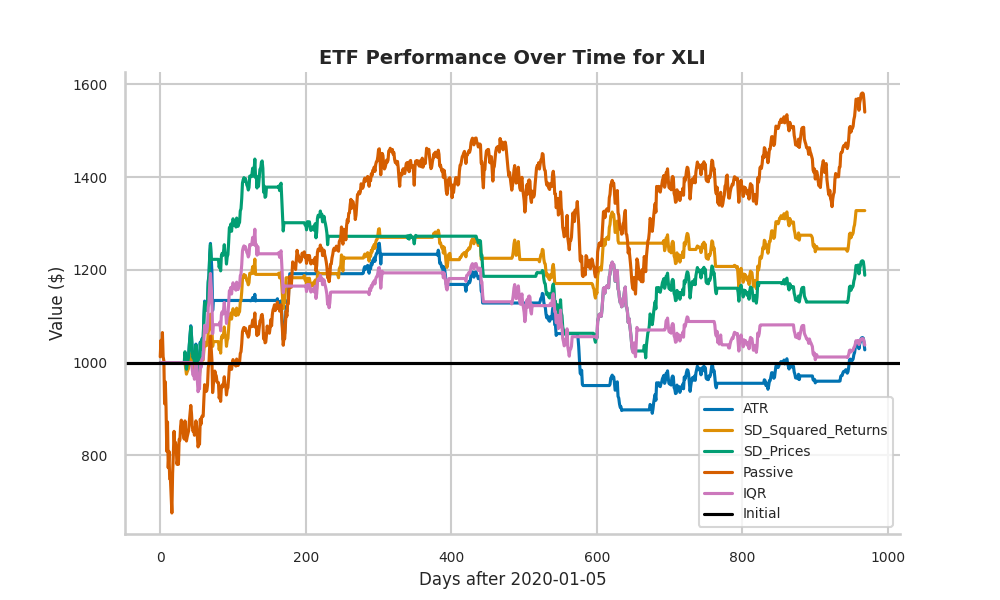 ETF Performance Over Time for XLI
Value ($)
1600
1400
1200
1000
800
0
200
400
600
800
1000
Days after 2020-01-05
ATR
SD_Squared_Returns
SD_Prices
Passive
IQR
Initial